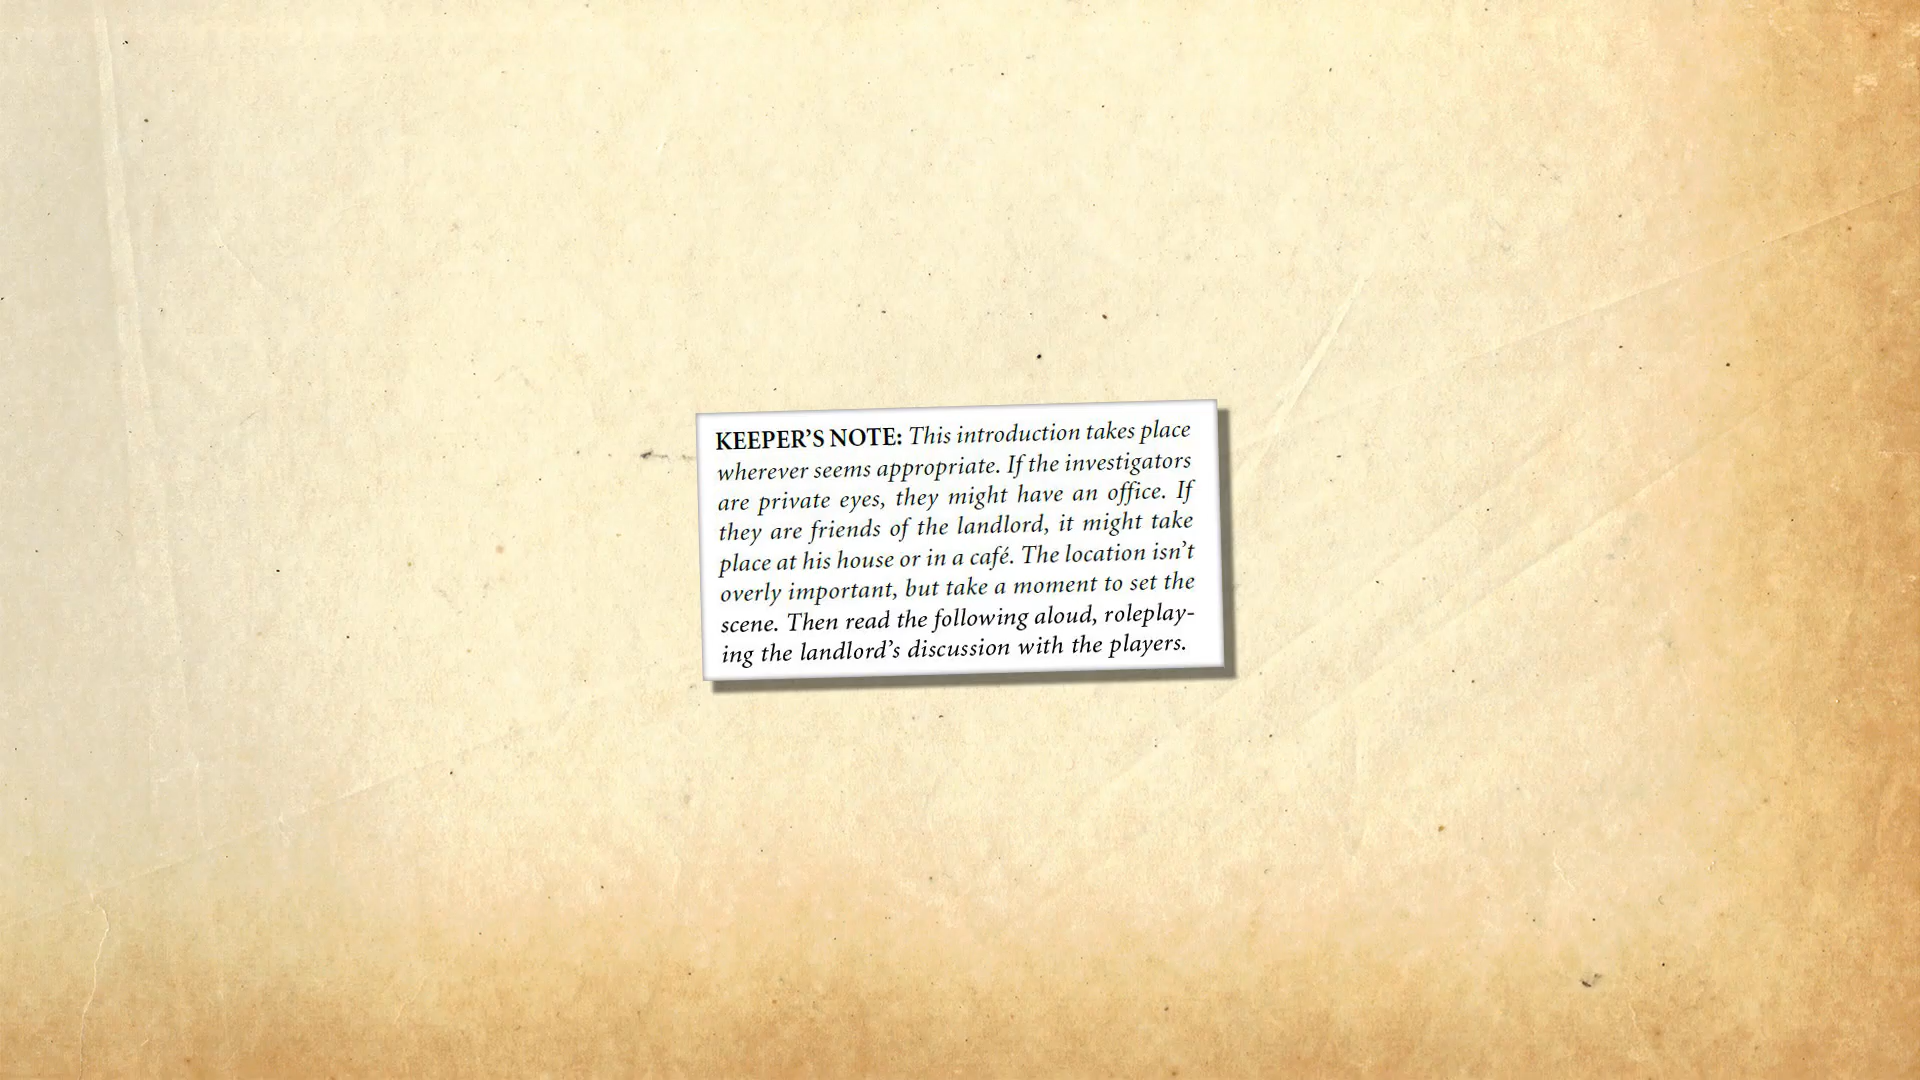 KEEPER'S NOTE: This introduction takes place
wherever seems appropriate. If the investigators
are private eyes, they might have an office. If
they are friends of the landlord, it might take
place at his house or in a café. The location isn't
overly important, but take a moment to set the
scene. Then read the following aloud, roleplay-
ing the landlord's discussion with the players.